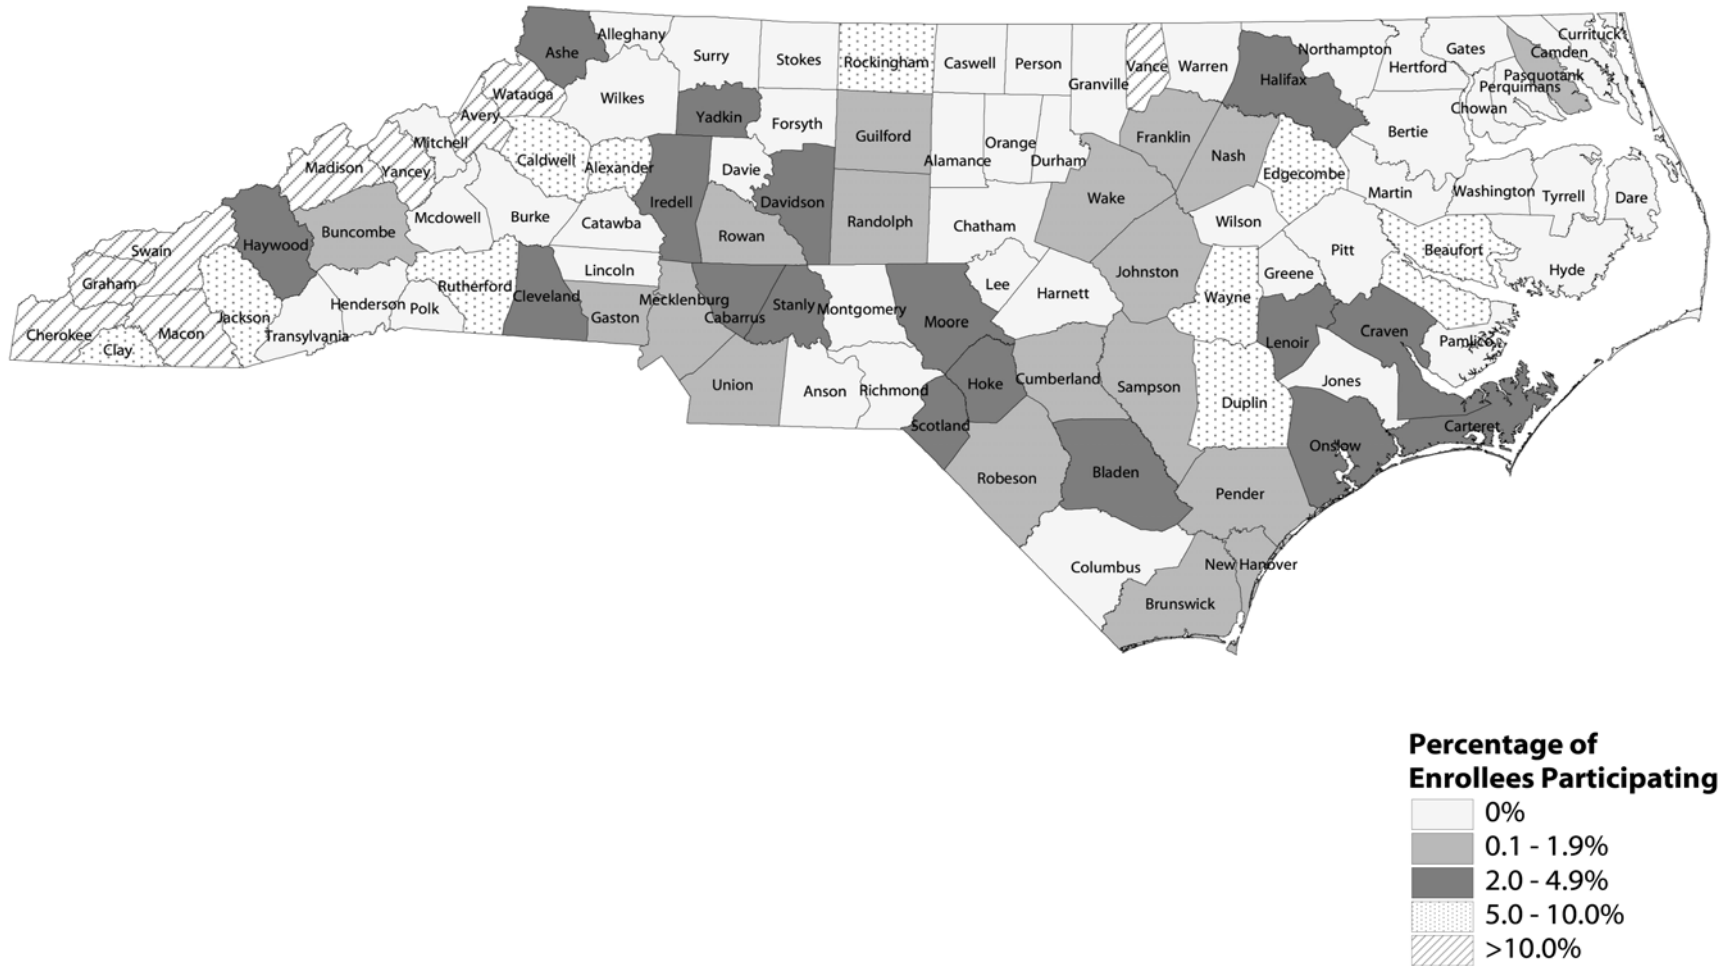 Ashe
Alleghany
Surry
Stokes
Rockingham
Caswell
Person
Granville
Vance
Warren
Halifax
Northampton
Hertford
Gates
Currituck
Camden
Pasquotank
Perquimans
Chowan
Watauga
Wilkes
Yadkin
Forsyth
Guilford
Alamance
Orange
Durham
Franklin
Nash
Edgecombe
Bertie
Avery
Mitchell
Madison
Yancey
Caldwell
Alexander
Iredell
Davie
Davidson
Randolph
Chatham
Wake
Wilson
Martin
Washington
Tyrrell
Dare
Haywood
Buncombe
Mcdowell
Burke
Catawba
Rowan
Johnston
Greene
Pitt
Beaufort
Hyde
Swain
Graham
Cherokee
Clay
Macon
Jackson
Transylvania
Henderson
Polk
Rutherford
Cleveland
Lincoln
Gaston
Mecklenburg
Cabarrus
Stanly
Montgomery
Moore
Lee
Harnett
Wayne
Lenoir
Craven
Pamlico
Jones
Union
Anson
Richmond
Scotland
Hoke
Cumberland
Sampson
Duplin
Onslow
Carteret
Robeson
Bladen
Pender
Columbus
New Hanover
Brunswick
Percentage of
Enrollees Participating
0%
0.1 - 1.9%
2.0 - 4.9%
5.0 - 10.0%
>10.0%